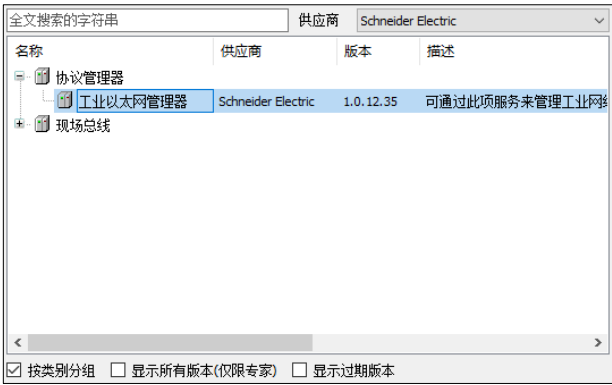 全文搜索的字符串 供应商 Schneider Electric
名称 供应商 版本 描述
协议管理器
工业以太网管理器 Schneider Electric 1.0.12.35 可通过此项服务来管理工业网络
现场总线
按类别分组 显示所有版本(仅限专家) 显示过期版本